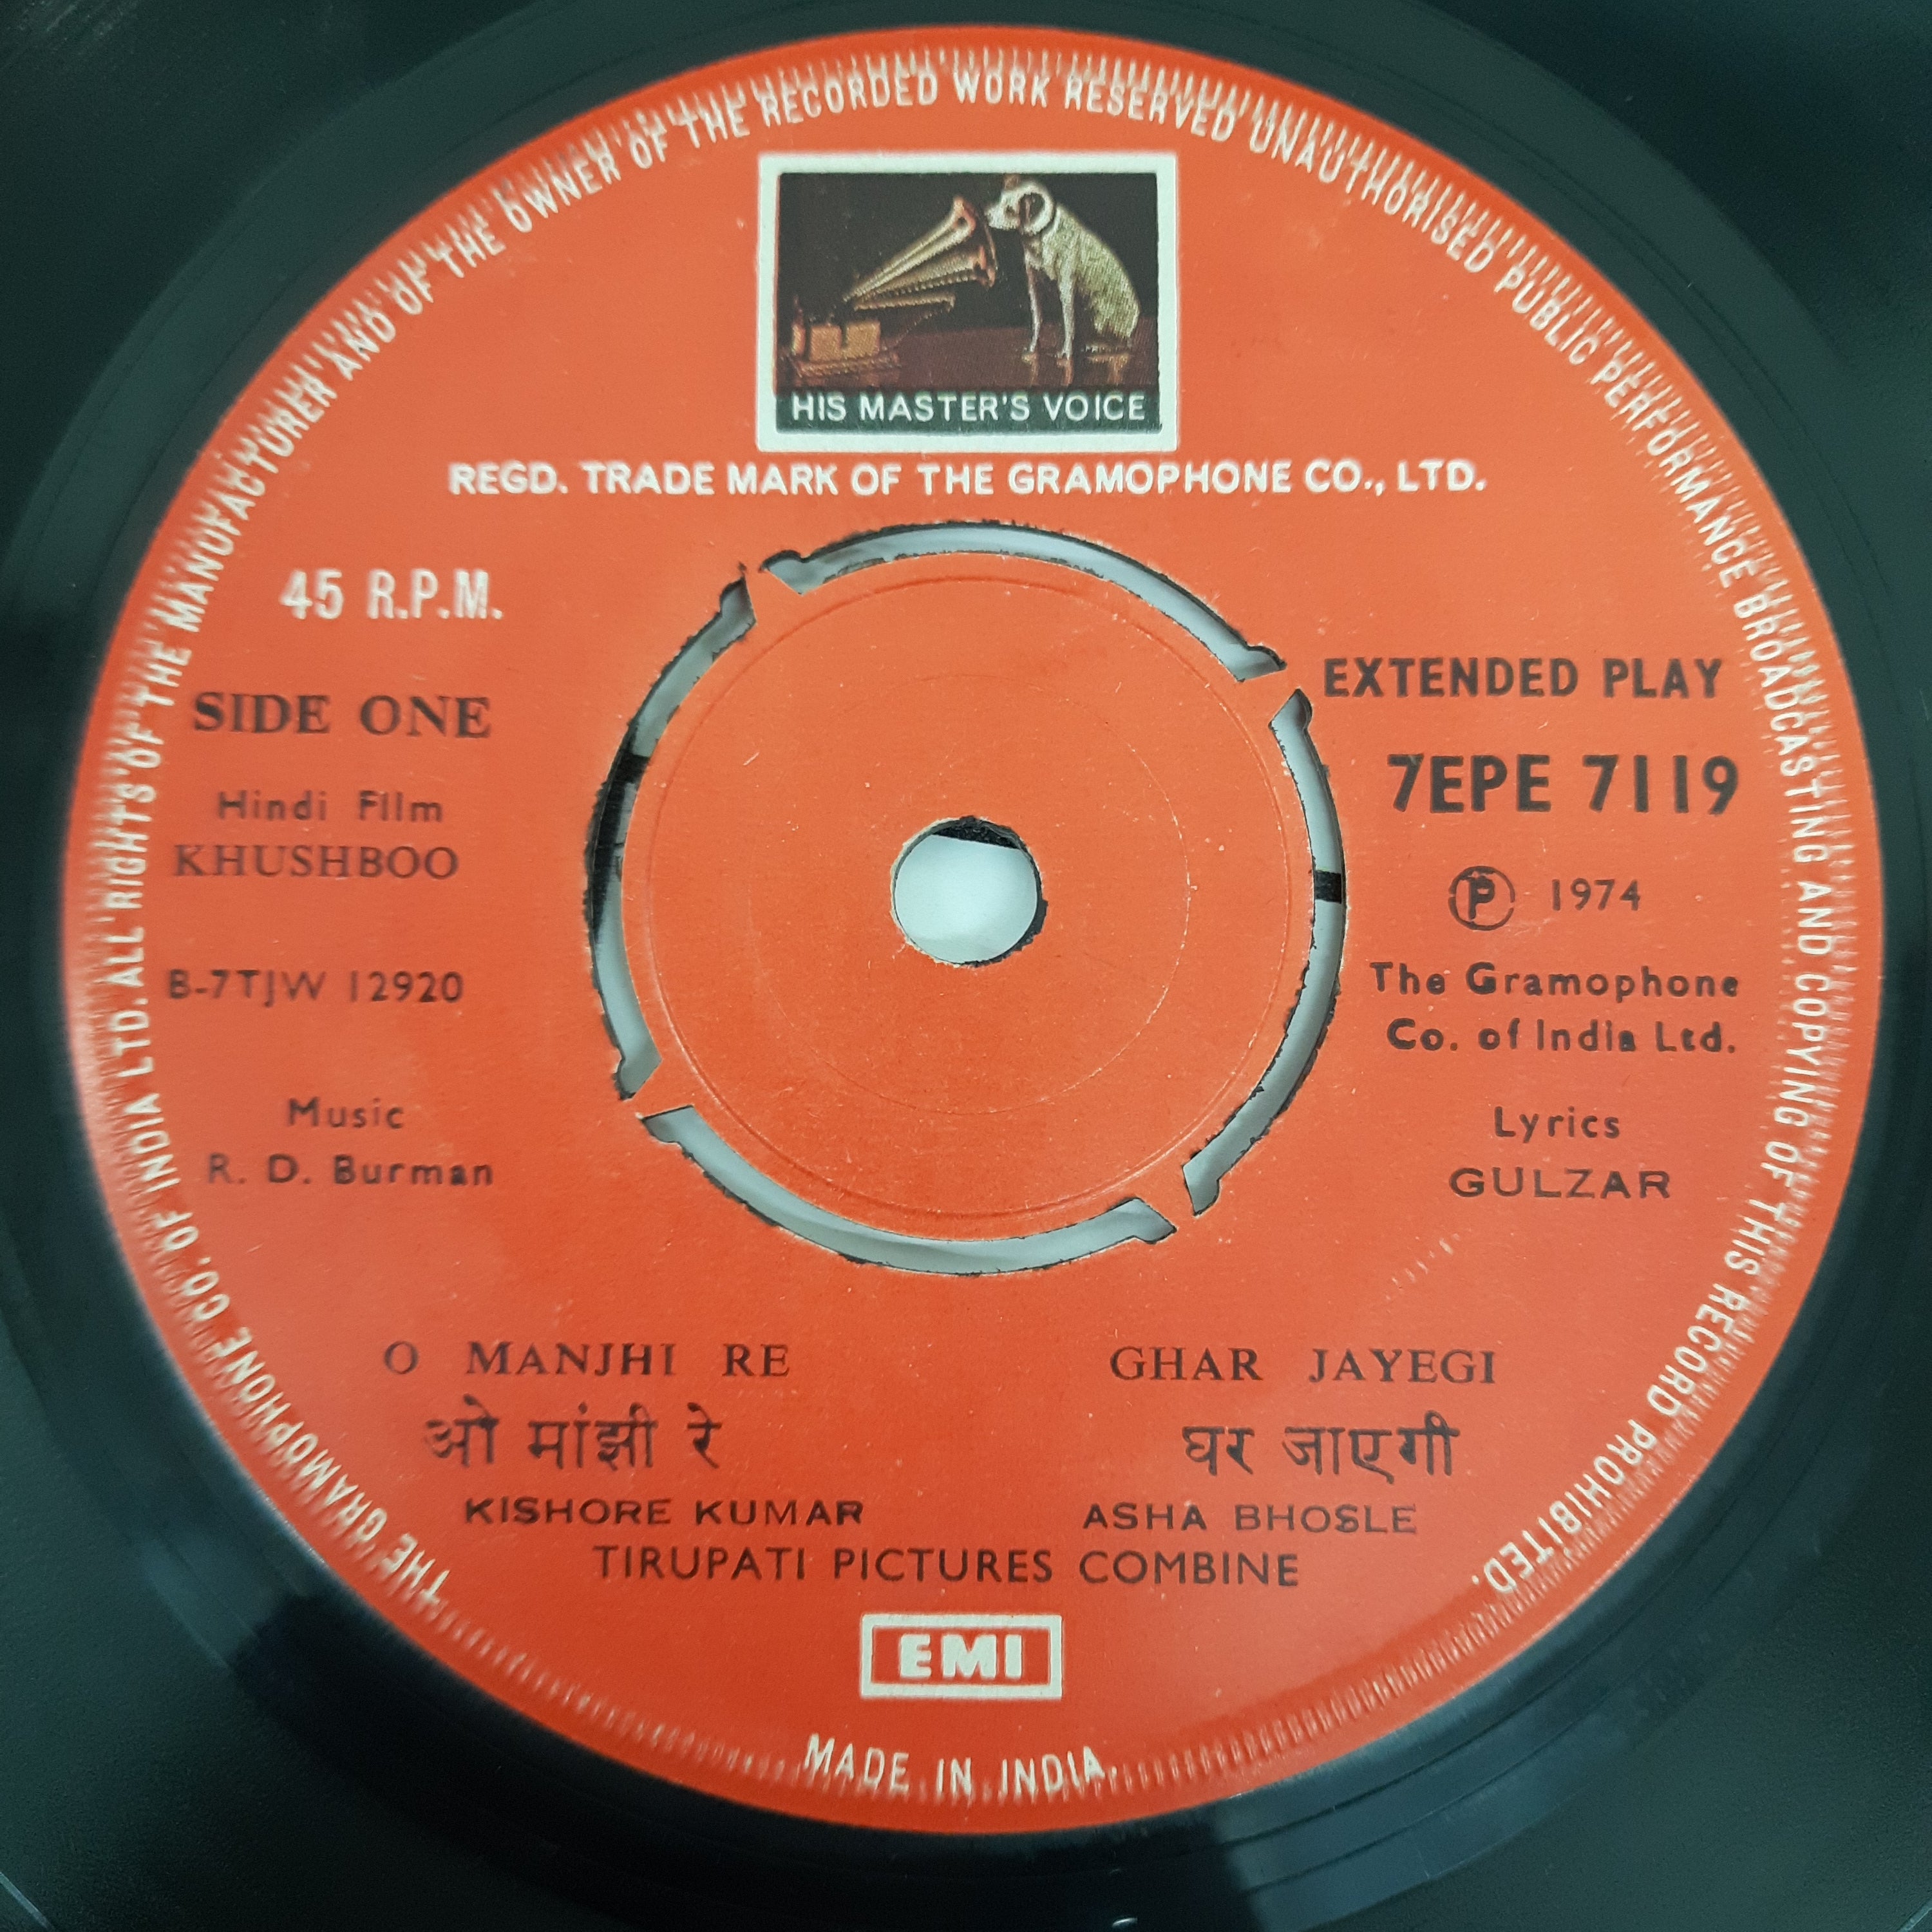 THE GRAMOPHONE CO. OF INDIA LTD. ALL RIGHTS OF THE MANUFACTURER AND OF THE OWNER OF THE RECORDED WORK RESERVED UNAUTHORISED PUBLIC PERFORMANCE BROADCASTING AND COPYING OF THIS RECORD PROHIBITED.
HIS MASTER'S VOICE
REGD. TRADE MARK OF THE GRAMOPHONE CO., LTD.
45 R.P.M.
SIDE ONE
Hindi Film
KHUSHBOO
B-7TJW 12920
Music
R. D. Burman
EXTENDED PLAY
7EPE 7119
Ⓟ 1974
The Gramophone
Co. of India Ltd.
Lyrics
GULZAR
O MANJHI RE
ओ मांझी रे
KISHORE KUMAR
GHAR JAYEGI
घर जाएगी
ASHA BHOSLE
TIRUPATI PICTURES COMBINE
EMI
MADE IN INDIA.